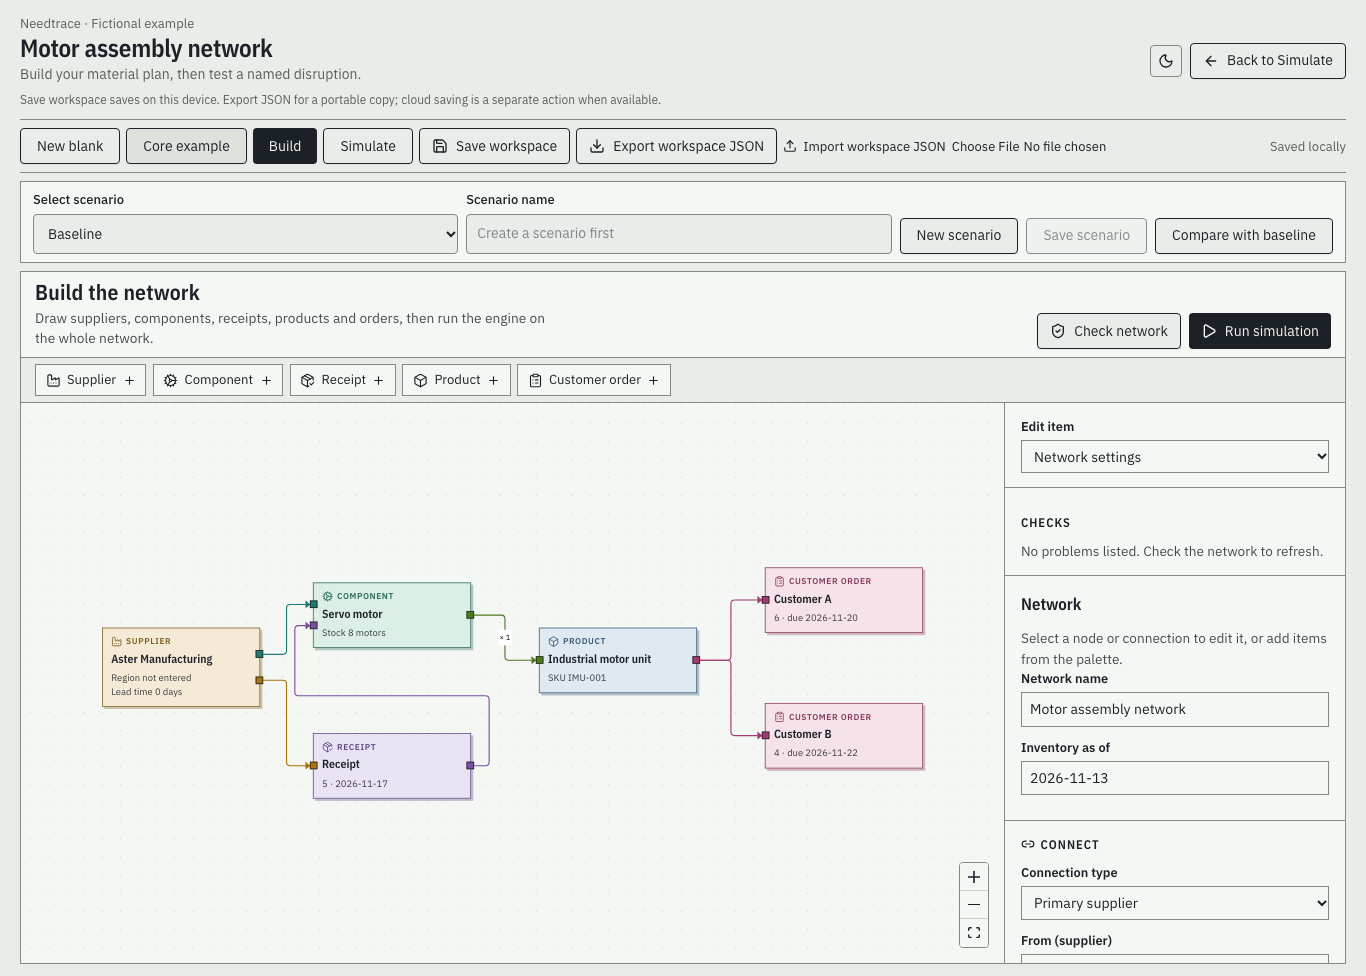 Needtrace · Fictional example
Motor assembly network
Build your material plan, then test a named disruption.
Save workspace saves on this device. Export JSON for a portable copy; cloud saving is a separate action when available.
Back to Simulate
New blank
Core example
Build
Simulate
Save workspace
Export workspace JSON
Import workspace JSON Choose File No file chosen
Saved locally
Select scenario
Baseline
Scenario name
Create a scenario first
New scenario
Save scenario
Compare with baseline
Build the network
Draw suppliers, components, receipts, products and orders, then run the engine on
the whole network.
Check network
Run simulation
Supplier +
Component +
Receipt +
Product +
Customer order +
SUPPLIER
Aster Manufacturing
Region not entered
Lead time 0 days
COMPONENT
Servo motor
Stock 8 motors
RECEIPT
Receipt
5 · 2026-11-17
× 1
PRODUCT
Industrial motor unit
SKU IMU-001
CUSTOMER ORDER
Customer A
6 · due 2026-11-20
CUSTOMER ORDER
Customer B
4 · due 2026-11-22
Edit item
Network settings
CHECKS
No problems listed. Check the network to refresh.
Network
Select a node or connection to edit it, or add items
from the palette.
Network name
Motor assembly network
Inventory as of
2026-11-13
CONNECT
Connection type
Primary supplier
From (supplier)